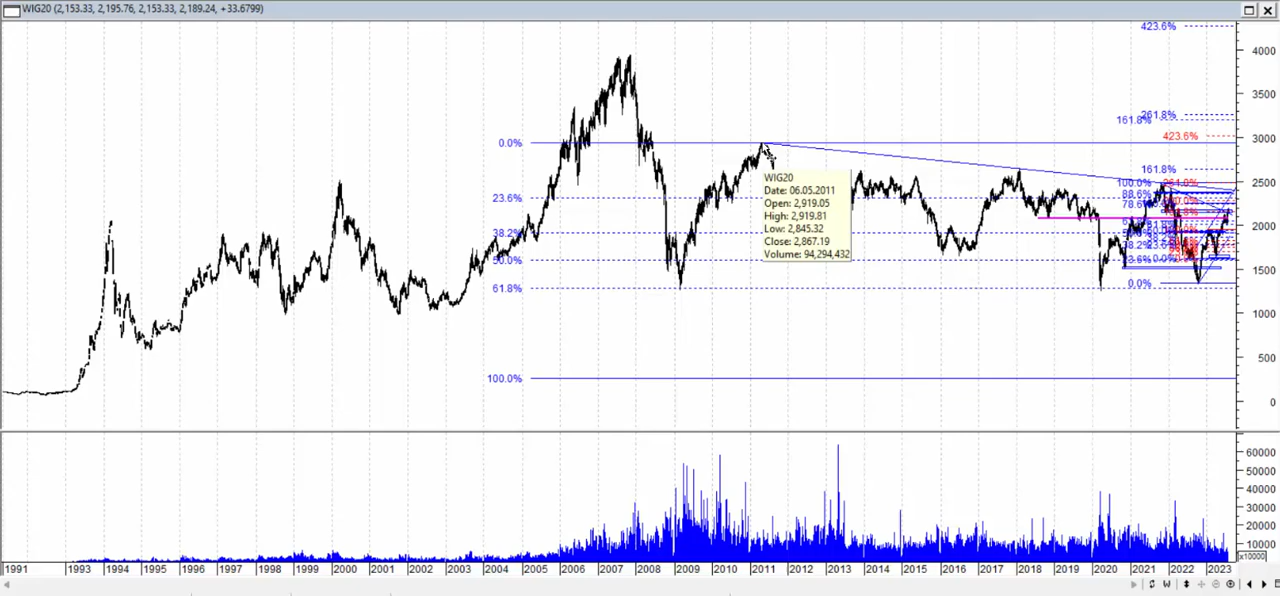 WIG20 (2,153.33, 2,195.76, 2,153.33, 2,189.24, +33.6799)
423.6%
4000
3500
261.8%
161.8%
423.6%
3000
0.0%
161.8%
100.0%
2500
88.6%
23.6%
78.6%
2000
38.2%
38.2%
50.0%
1500
61.8%
0.0%
1000
100.0%
500
0
WIG20
Date: 06.05.2011
Open: 2,919.05
High: 2,919.81
Low: 2,845.32
Close: 2,867.19
Volume: 94,294,432
60000
50000
40000
30000
20000
10000
x10000
1991 1993 1994 1995 1996 1997 1998 1999 2000 2001 2002 2003 2004 2005 2006 2007 2008 2009 2010 2011 2012 2013 2014 2015 2016 2017 2018 2019 2020 2021 2022 2023
W